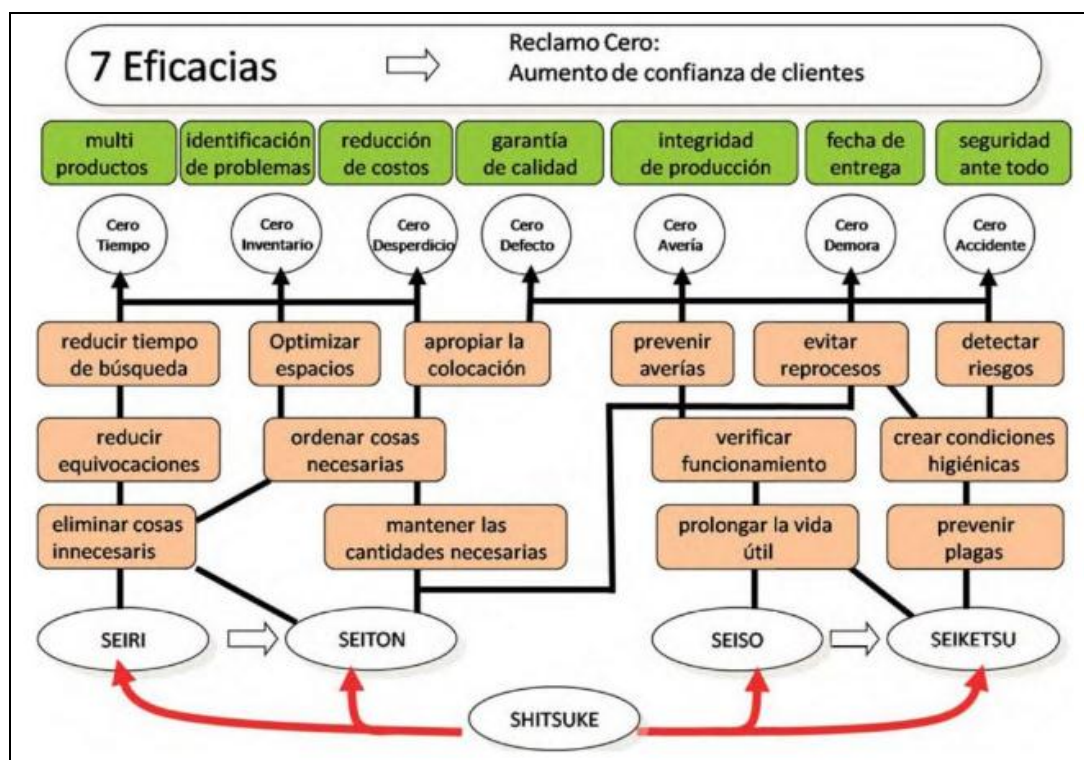 7 Eficacias
Reclamo Cero:
Aumento de confianza de clientes
multi
productos
identificación
de problemas
reducción
de costos
garantía
de calidad
integridad
de producción
fecha de
entrega
seguridad
ante todo
Cero
Tiempo
Cero
Inventario
Cero
Desperdicio
Cero
Defecto
Cero
Avería
Cero
Demora
Cero
Accidente
reducir tiempo
de búsqueda
Optimizar
espacios
apropiar la
colocación
prevenir
averías
evitar
reprocesos
detectar
riesgos
reducir
equivocaciones
ordenar cosas
necesarias
verificar
funcionamiento
crear condiciones
higiénicas
eliminar cosas
innecesaris
mantener las
cantidades necesarias
prolongar la vida
útil
prevenir
plagas
SEIRI
SEITON
SEISO
SEIKETSU
SHITSUKE